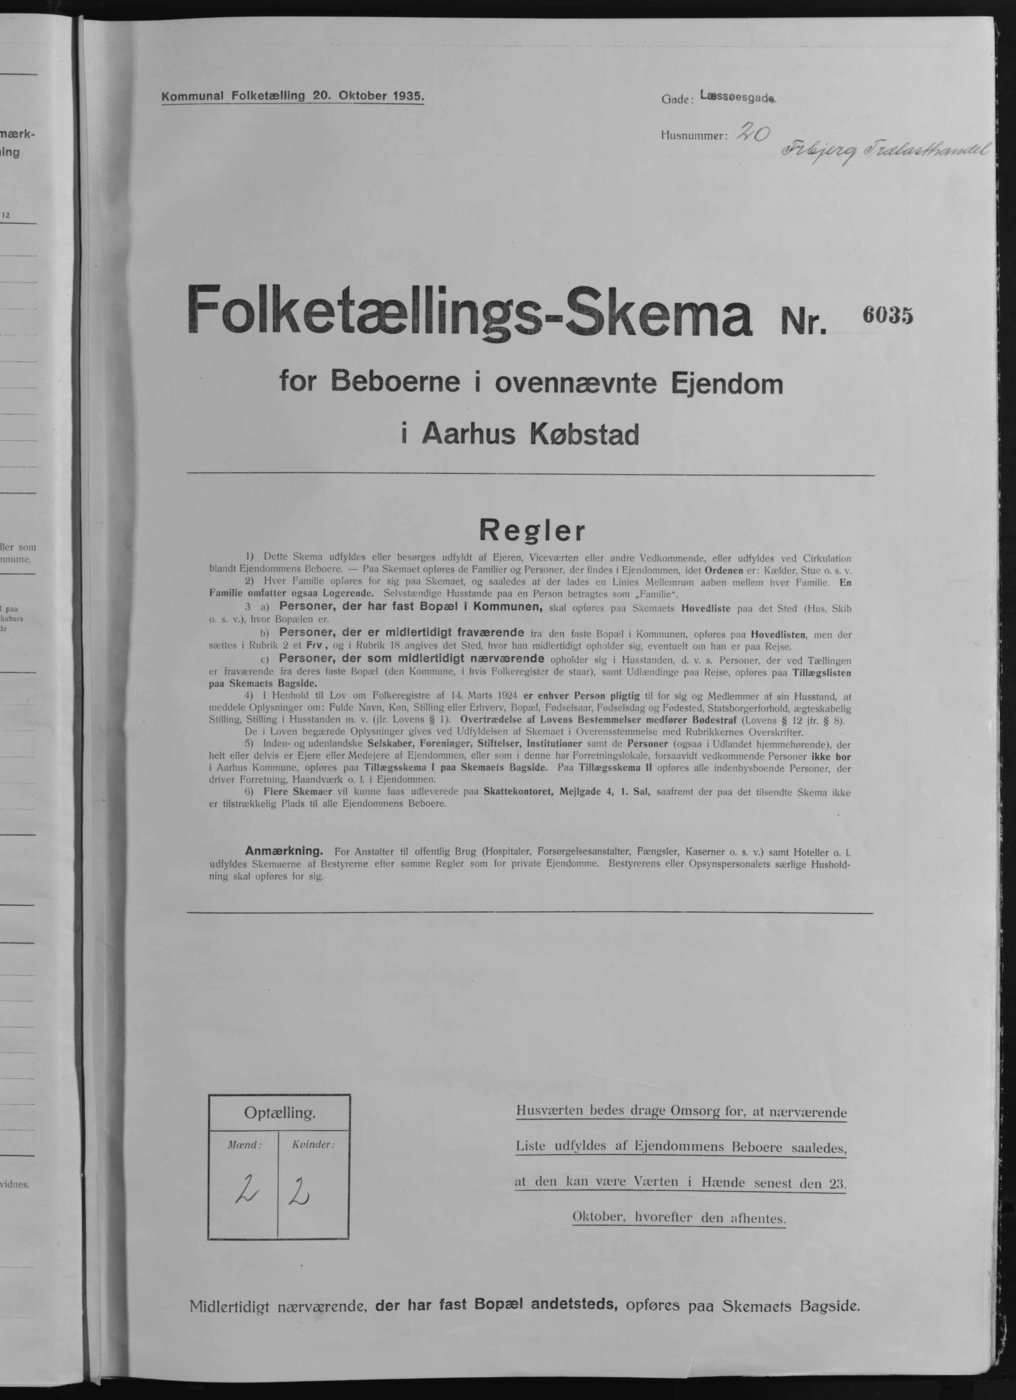 mærk-
ing
12
ller som
mmune.
l paa
kabers
de
vidnes.
Kommunal Folketælling 20. Oktober 1935.
Gade: Læssøesgade.
Husnummer: 20
Trælasthandel
Folketællings-Skema Nr. 6035
for Beboerne i ovennævnte Ejendom
i Aarhus Købstad
Regler
1) Dette Skema udfyldes eller besørges udfyldt af Ejeren, Viceværten eller andre Vedkommende, eller udfyldes ved Cirkulation
blandt Ejendommens Beboere. — Paa Skemaet opføres de Familier og Personer, der findes i Ejendommen, idet Ordenen er: Kælder, Stue o. s. v.
2) Hver Familie opføres for sig paa Skemaet, og saaledes at der lades en Linies Mellemrum aaben mellem hver Familie. En
Familie omfatter ogsaa Logerende. Selvstændige Husstande paa en Person betragtes som „Familie“.
3 a) Personer, der har fast Bopæl i Kommunen, skal opføres paa Skemaets Hovedliste paa det Sted (Hus, Skib
o. s. v.), hvor Bopælen er.
b) Personer, der er midlertidigt fraværende fra den faste Bopæl i Kommunen, opføres paa Hovedlisten, men der
sættes i Rubrik 2 et Frv, og i Rubrik 18 angives det Sted, hvor han midlertidigt opholder sig, eventuelt om han er paa Rejse.
c) Personer, der som midlertidigt nærværende opholder sig i Husstanden, d. v. s. Personer, der ved Tællingen
er fraværende fra deres faste Bopæl (den Kommune, i hvis Folkeregister de staar), samt Udlændinge paa Rejse, opføres paa Tillægslisten
paa Skemaets Bagside.
4) I Henhold til Lov om Folkeregistre af 14. Marts 1924 er enhver Person pligtig til for sig og Medlemmer af sin Husstand, at
meddele Oplysninger om: Fulde Navn, Køn, Stilling eller Erhverv, Bopæl, Fødselsaar, Fødselsdag og Fødested, Statsborgerforhold, ægteskabelig
Stilling, Stilling i Husstanden m. v. (jfr. Lovens § 1). Overtrædelse af Lovens Bestemmelser medfører Bødestraf (Lovens § 12 jfr. § 8).
De i Loven begærede Oplysninger gives ved Udfyldelsen af Skemaet i Overensstemmelse med Rubrikkernes Overskrifter.
5) Inden- og udenlandske Selskaber, Foreninger, Stiftelser, Institutioner samt de Personer (ogsaa i Udlandet hjemmehørende), der
helt eller delvis er Ejere eller Medejere af Ejendommen, eller som i denne har Forretningslokale, forsaavidt vedkommende Personer ikke bor
i Aarhus Kommune, opføres paa Tillægsskema I paa Skemaets Bagside. Paa Tillægsskema II opføres alle indenbysboende Personer, der
driver Forretning, Haandværk o. l. i Ejendommen.
6) Flere Skemaer vil kunne faas udleverede paa Skattekontoret, Mejlgade 4, 1. Sal, saafremt der paa det tilsendte Skema ikke
er tilstrækkelig Plads til alle Ejendommens Beboere.
Anmærkning. For Anstalter til offentlig Brug (Hospitaler, Forsørgelsesanstalter, Fængsler, Kaserner o. s. v.) samt Hoteller o. l.
udfyldes Skemaerne af Bestyrerne efter samme Regler som for private Ejendomme. Bestyrerens eller Opsynspersonalets særlige Hushold-
ning skal opføres for sig.
Optælling.
Mænd: Kvinder:
2 2
Husværten bedes drage Omsorg for, at nærværende
Liste udfyldes af Ejendommens Beboere saaledes,
at den kan være Værten i Hænde senest den 23.
Oktober, hvorefter den afhentes.
Midlertidigt nærværende, der har fast Bopæl andetsteds, opføres paa Skemaets Bagside.